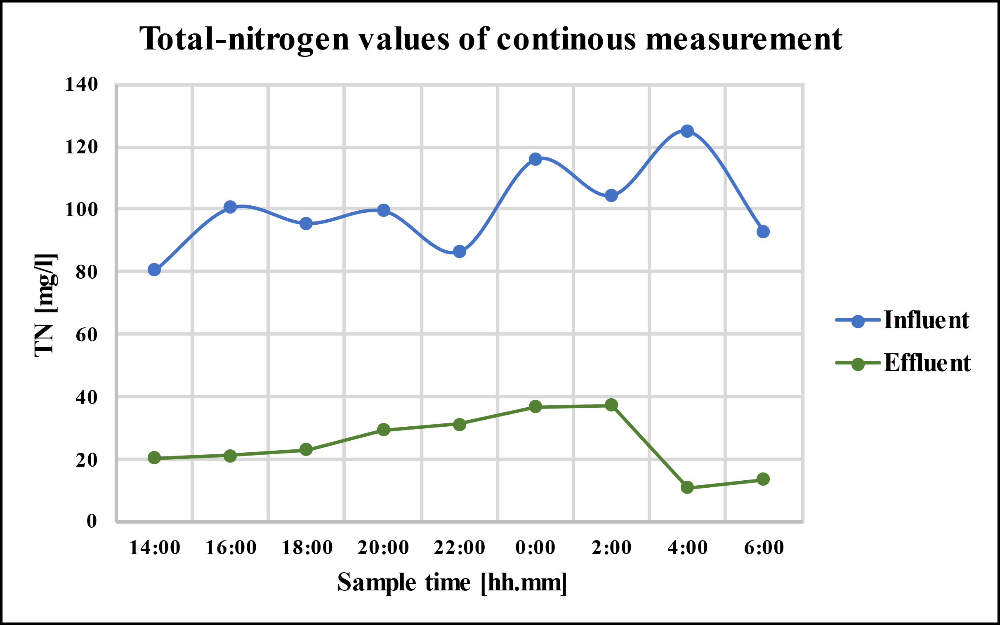 Total-nitrogen values of continous measurement
140
120
100
80
60
40
20
0
TN [mg/l]
14:00 16:00 18:00 20:00 22:00 0:00 2:00 4:00 6:00
Sample time [hh.mm]
Influent
Effluent